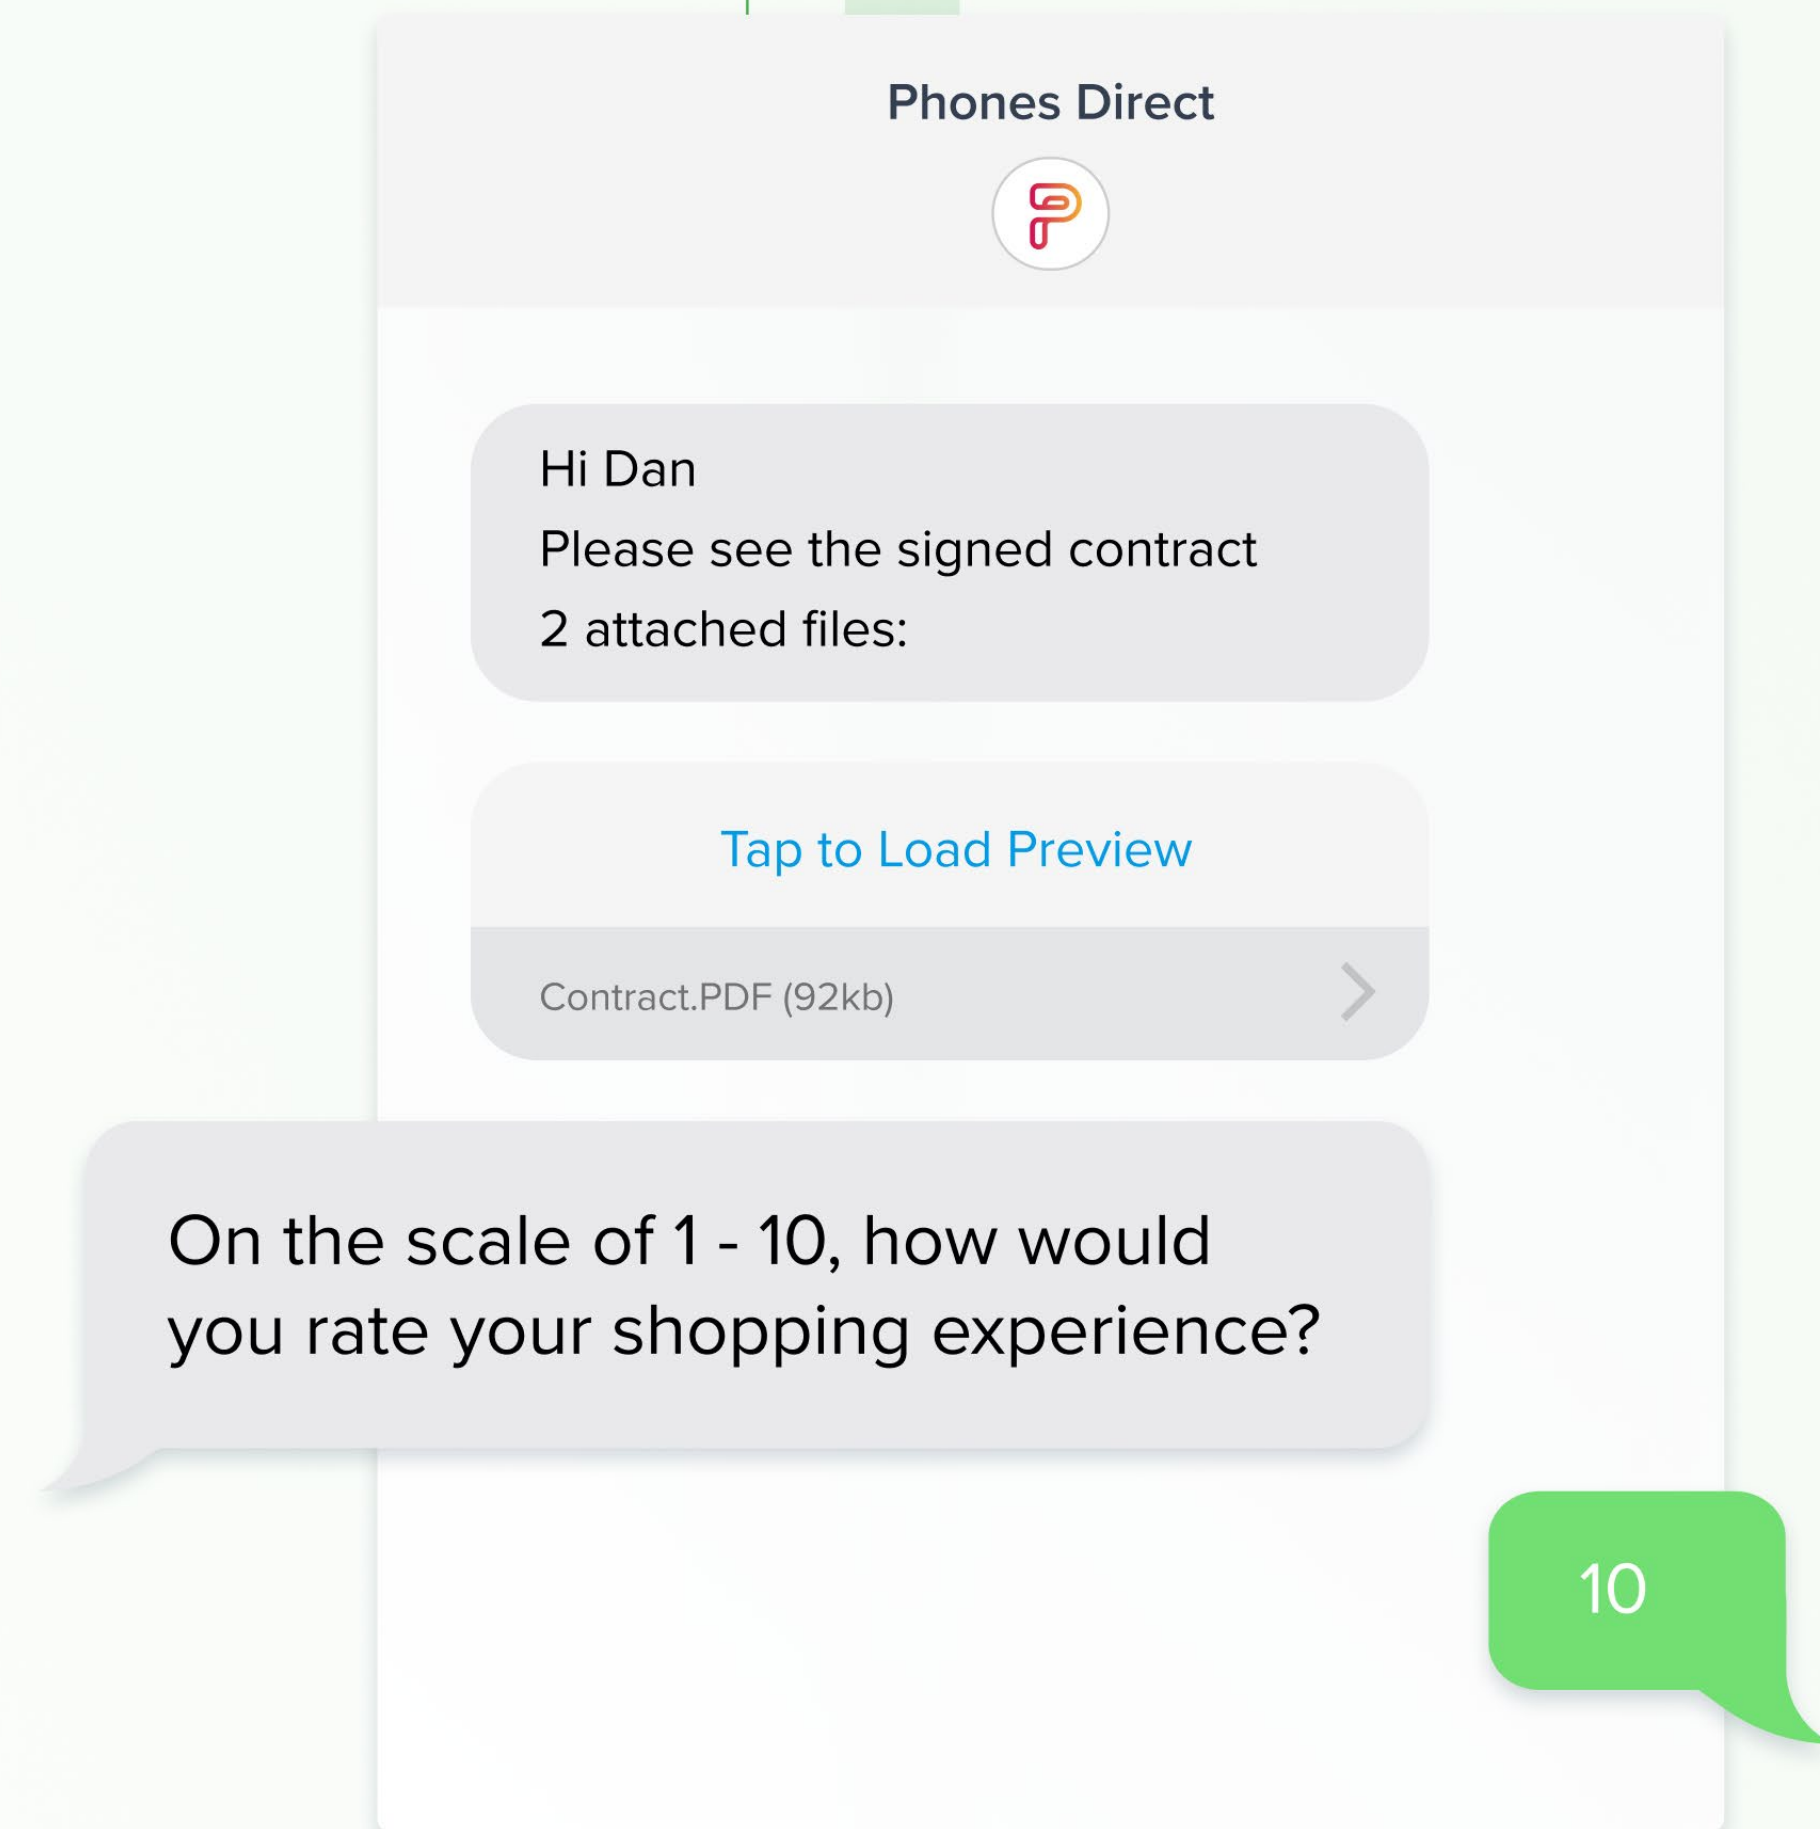 Phones Direct
Hi Dan
Please see the signed contract
2 attached files:
Tap to Load Preview
Contract.PDF (92kb)
On the scale of 1 - 10, how would
you rate your shopping experience?
10